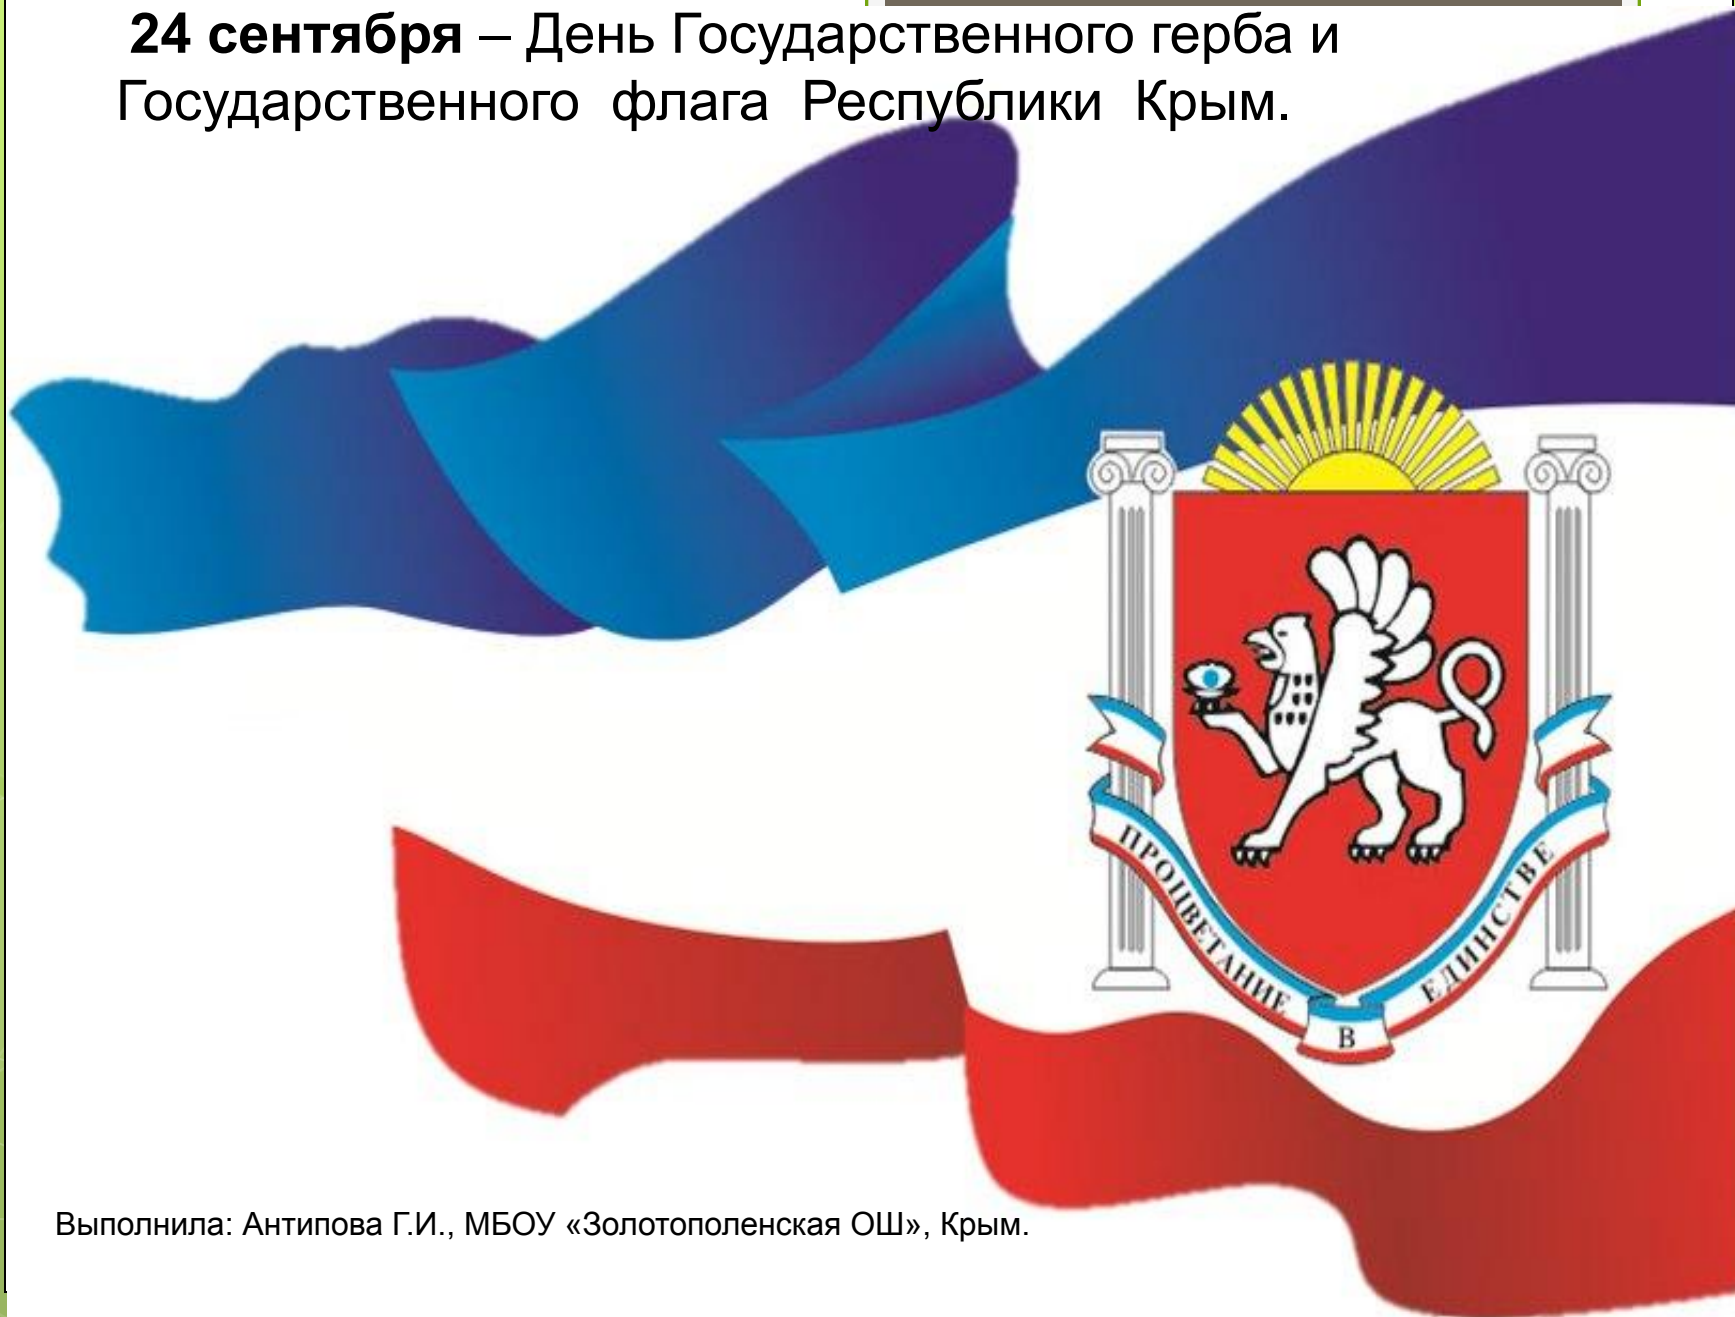 24 сентября – День Государственного герба и
Государственного флага Республики Крым.
ПРОЦВЕТАНИЕ В ЕДИНСТВЕ
Выполнила: Антипова Г.И., МБОУ «Золотополенская ОШ», Крым.